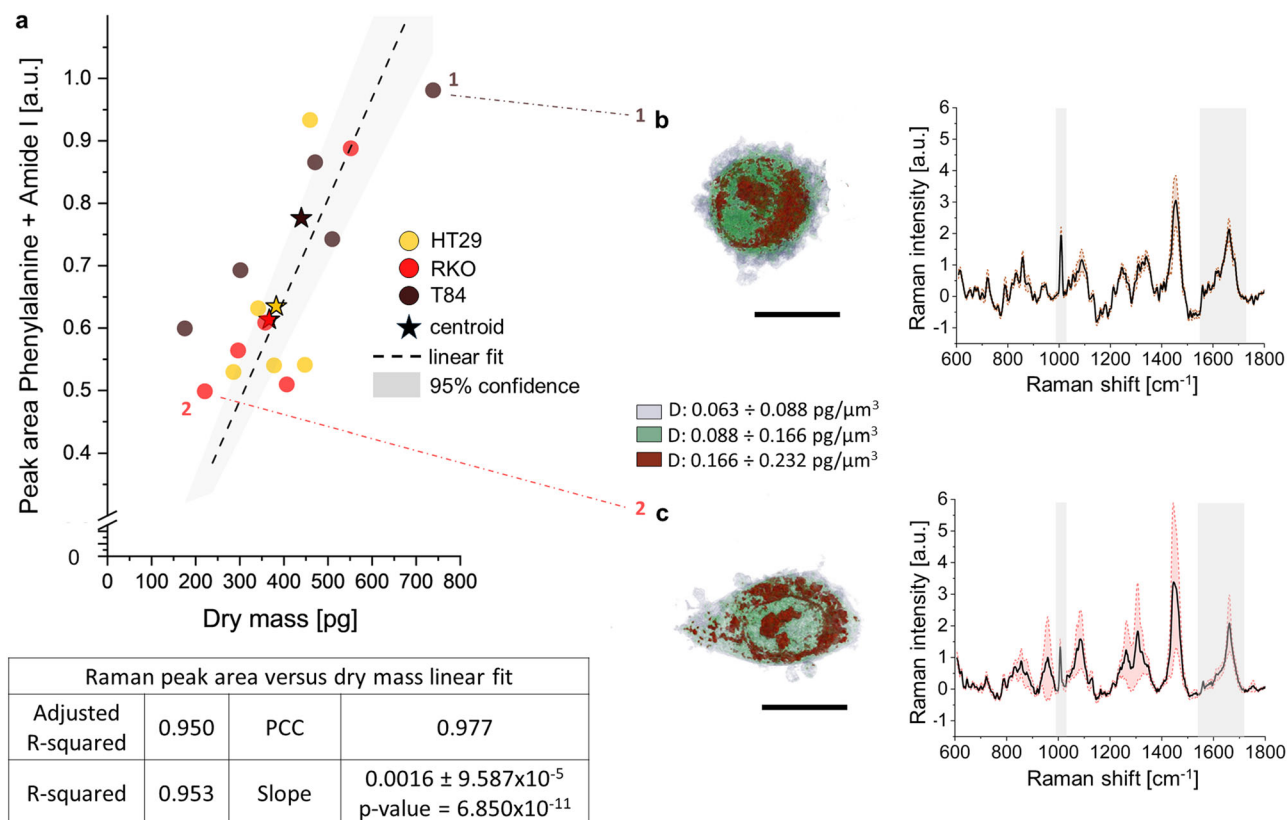 a
Peak area Phenylalanine + Amide I [a.u.]
1.0
0.9
0.8
0.7
0.6
0.5
0.4
0
0 100 200 300 400 500 600 700 800
Dry mass [pg]
1
2
HT29
RKO
T84
centroid
linear fit
95% confidence
1
b
D: 0.063 ÷ 0.088 pg/µm³
D: 0.088 ÷ 0.166 pg/µm³
D: 0.166 ÷ 0.232 pg/µm³
2
c
Raman intensity [a.u.]
6
5
4
3
2
1
0
-1
600 800 1000 1200 1400 1600 1800
Raman shift [cm⁻¹]
Raman intensity [a.u.]
6
5
4
3
2
1
0
-1
600 800 1000 1200 1400 1600 1800
Raman shift [cm⁻¹]
Raman peak area versus dry mass linear fit
Adjusted
R-squared
0.950
PCC
0.977
R-squared
0.953
Slope
0.0016 ± 9.587x10⁻⁵
p-value = 6.850x10⁻¹¹